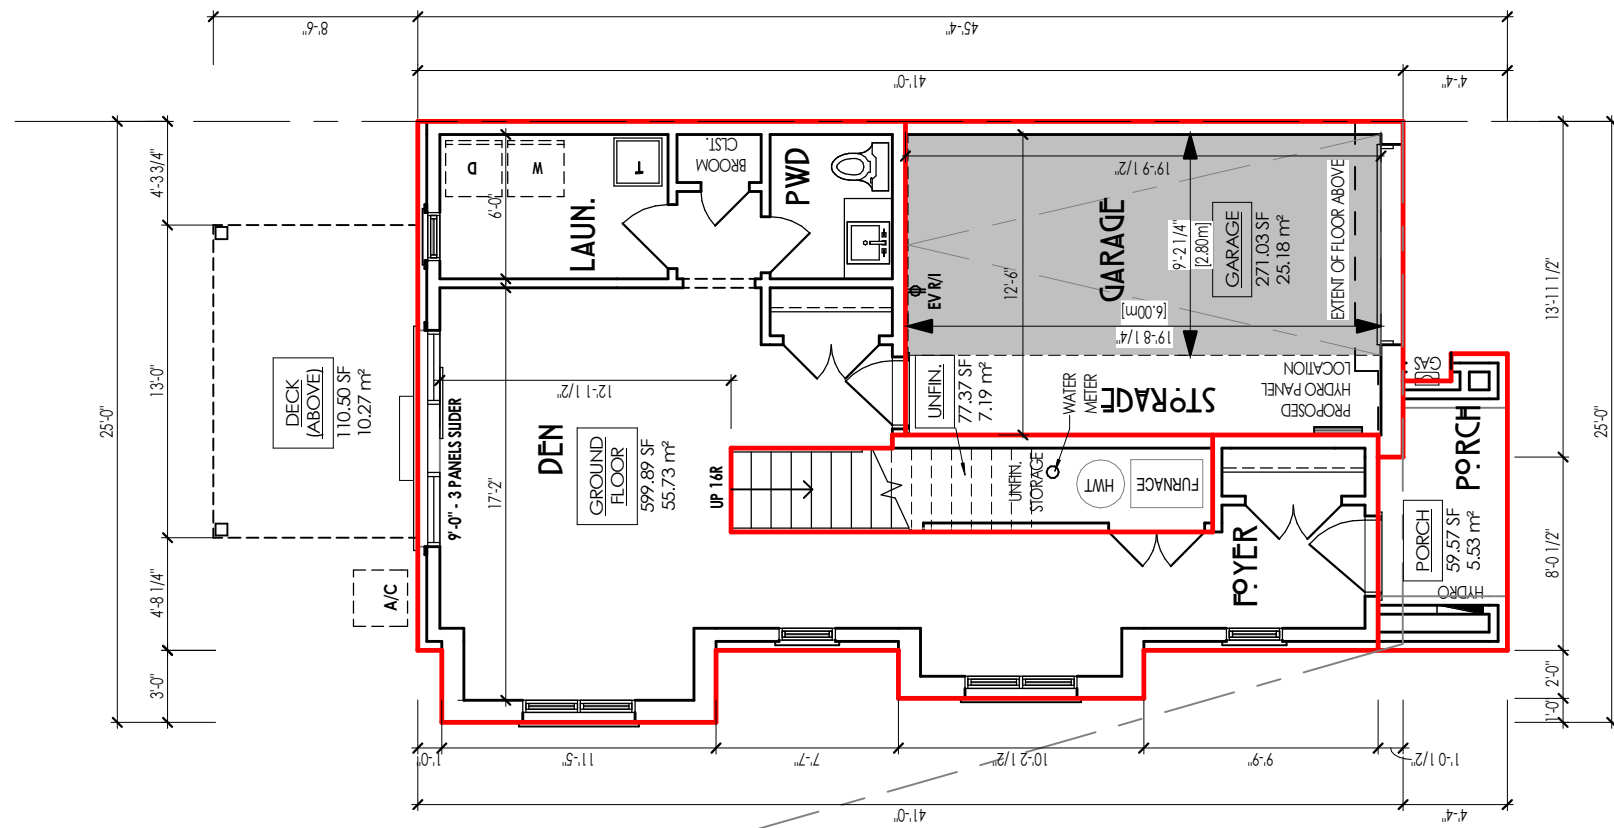 8'-6"
45'-4"
41'-0"
4'-4"
25'-0"
4'-3 3/4"
13'-0"
4'-8 1/4"
3'-0"
DECK
(ABOVE)
110.50 SF
10.27 m²
A/C
D
W
T
6'-0"
LAUN.
BROOM
CLST.
PWD
9'-0" - 3 PANELS SLIDER
12'-1 1/2"
17'-2"
DEN
GROUND
FLOOR
599.89 SF
55.73 m²
UP 16R
EV R/I
12'-6"
19'-9 1/2"
GARAGE
9'-2 1/4"
[2.80m]
19'-8 1/4"
[6.00m]
GARAGE
271.03 SF
25.18 m²
EXTENT OF FLOOR ABOVE
UNFIN.
77.37 SF
7.19 m²
WATER
METER
STORAGE
PROPOSED
HYDRO PANEL
LOCATION
UNFIN.
STORAGE
HWT
FURNACE
FOYER
GAS
PORCH
PORCH
59.57 SF
5.53 m²
HYDRO
13'-11 1/2"
8'-0 1/2"
2'-0"
1'-0"
25'-0"
1'-0"
11'-5"
7'-7"
10'-2 1/2"
9'-9"
1'-0 1/2"
41'-0"
4'-4"